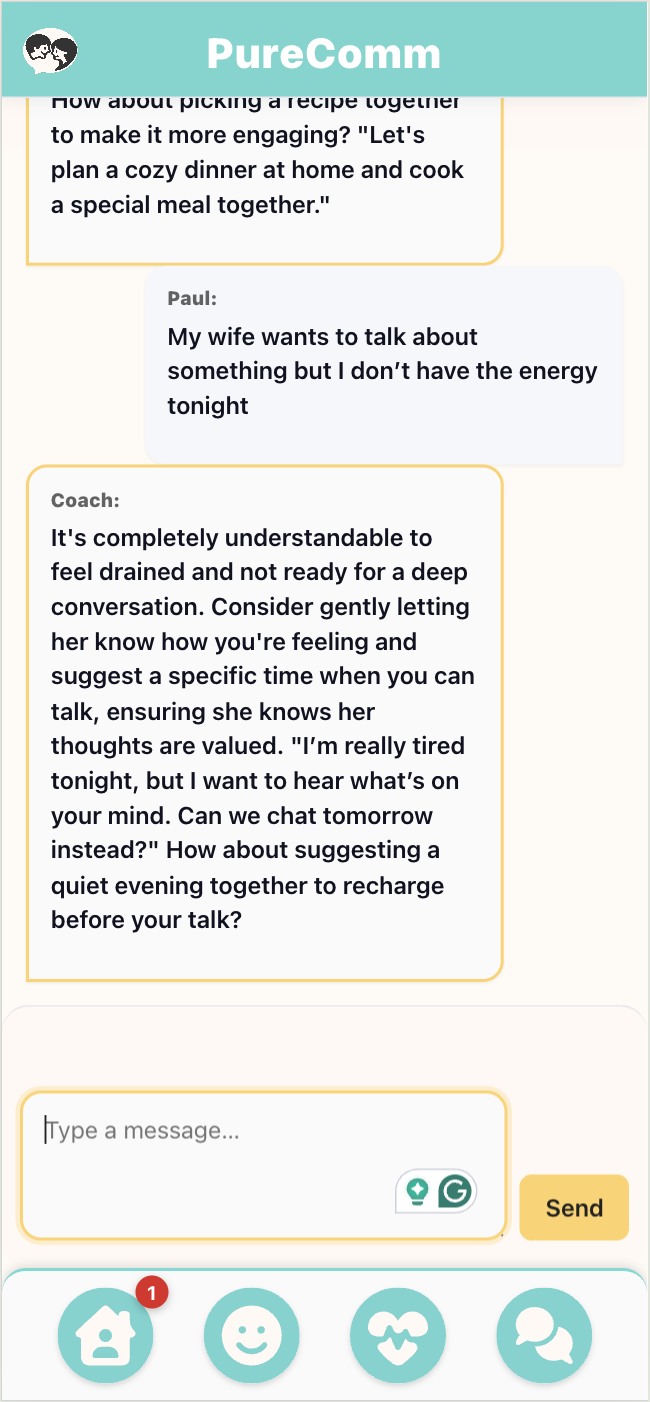 PureComm
How about picking a recipe together
to make it more engaging? "Let's
plan a cozy dinner at home and cook
a special meal together."
Paul:
My wife wants to talk about
something but I don’t have the energy
tonight
Coach:
It's completely understandable to
feel drained and not ready for a deep
conversation. Consider gently letting
her know how you're feeling and
suggest a specific time when you can
talk, ensuring she knows her
thoughts are valued. "I’m really tired
tonight, but I want to hear what’s on
your mind. Can we chat tomorrow
instead?" How about suggesting a
quiet evening together to recharge
before your talk?
Type a message...
G
Send
1